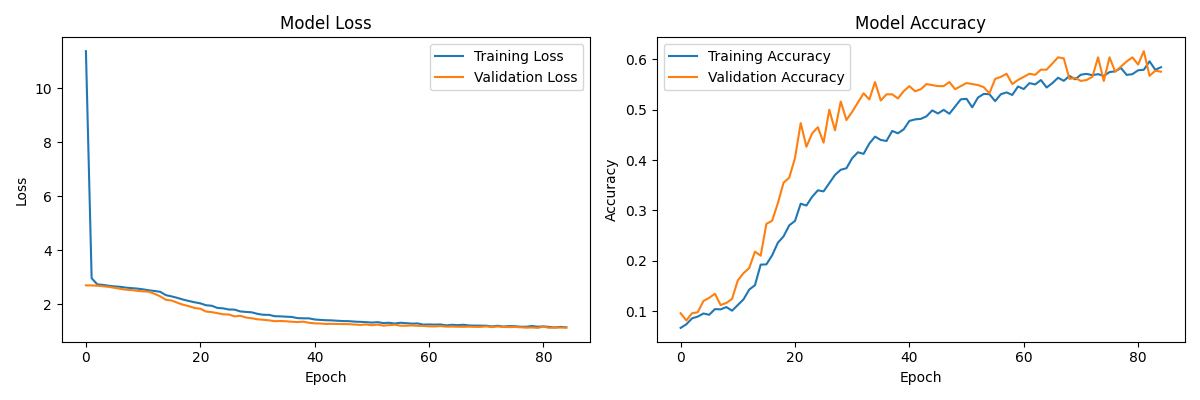 Model Loss
Training Loss
Validation Loss
10
8
6
4
2
Loss
0
20
40
60
80
Epoch
Model Accuracy
Training Accuracy
Validation Accuracy
0.6
0.5
0.4
0.3
0.2
0.1
Accuracy
0
20
40
60
80
Epoch